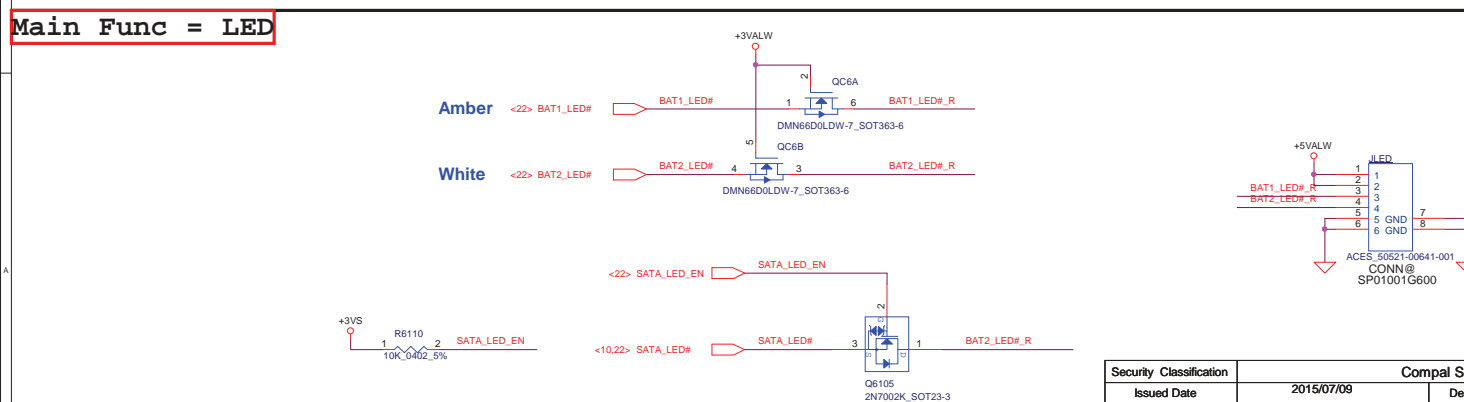 Main Func = LED
+3VALW
2
QC6A
Amber
<22> BAT1_LED#
BAT1_LED#
1
6
BAT1_LED#_R
DMN66D0LDW-7_SOT363-6
5
QC6B
White
<22> BAT2_LED#
BAT2_LED#
4
3
BAT2_LED#_R
DMN66D0LDW-7_SOT363-6
+5VALW
JLED
1
1
2
2
BAT1_LED#_R
3
3
BAT2_LED#_R
4
4
5
5 GND
7
6
6 GND
8
ACES_50521-00641-001
CONN@
SP01001G600
A
<22> SATA_LED_EN
SATA_LED_EN
2
G
+3VS
R6110
1
2
SATA_LED_EN
10K_0402_5%
<10,22> SATA_LED#
SATA_LED#
3
S
D
1
BAT2_LED#_R
Q6105
2N7002K_SOT23-3
Security Classification
Compal S
Issued Date
2015/07/09
De